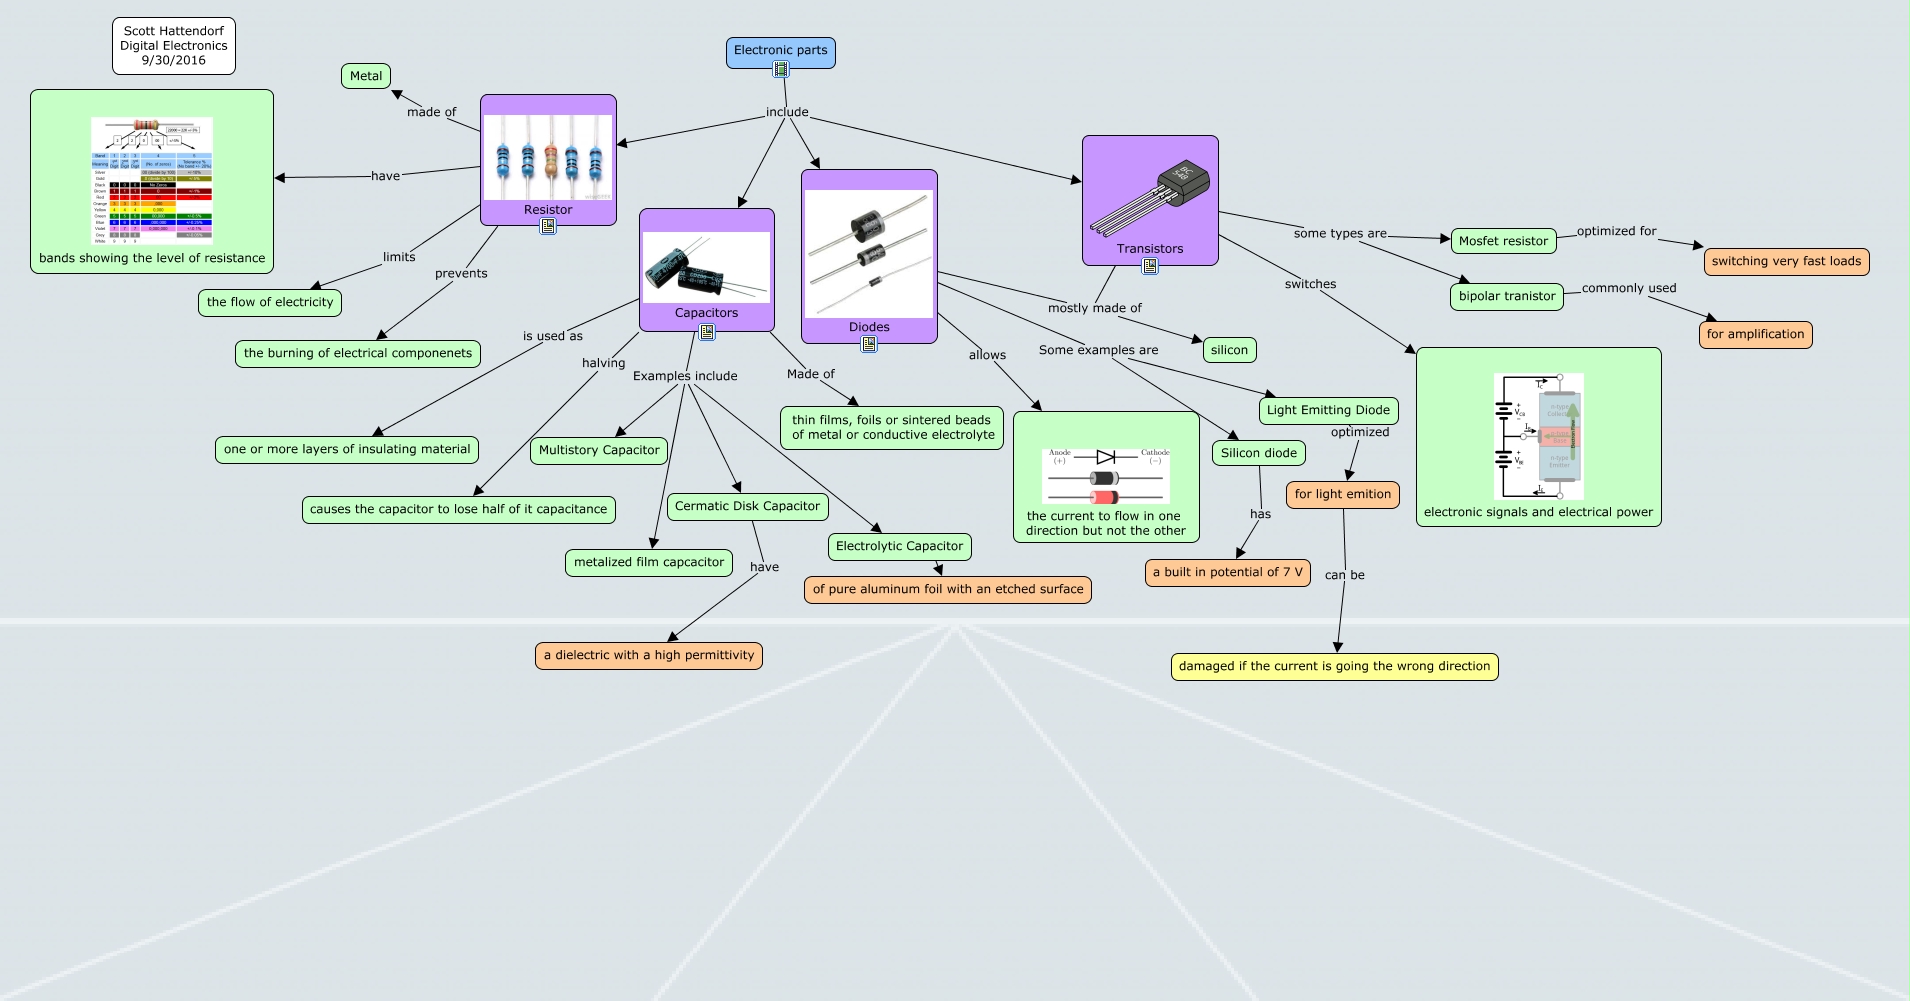 Scott Hattendorf
Digital Electronics
9/30/2016
Electronic parts
include
Metal
made of
have
bands showing the level of resistance
Resistor
limits
the flow of electricity
prevents
the burning of electrical componenets
Capacitors
is used as
one or more layers of insulating material
halving
causes the capacitor to lose half of it capacitance
Examples include
Multistory Capacitor
metalized film capcacitor
Cermatic Disk Capacitor
have
a dielectric with a high permittivity
Electrolytic Capacitor
of pure aluminum foil with an etched surface
Made of
thin films, foils or sintered beads
of metal or conductive electrolyte
Diodes
allows
Anode
(+)
Cathode
(−)
the current to flow in one
direction but not the other
Some examples are
Light Emitting Diode
optimized
for light emition
can be
damaged if the current is going the wrong direction
Silicon diode
has
a built in potential of 7 V
BC
548
Transistors
mostly made of
silicon
some types are
Mosfet resistor
optimized for
switching very fast loads
bipolar tranistor
commonly used
for amplification
switches
n-type
Emitter
electronic signals and electrical power